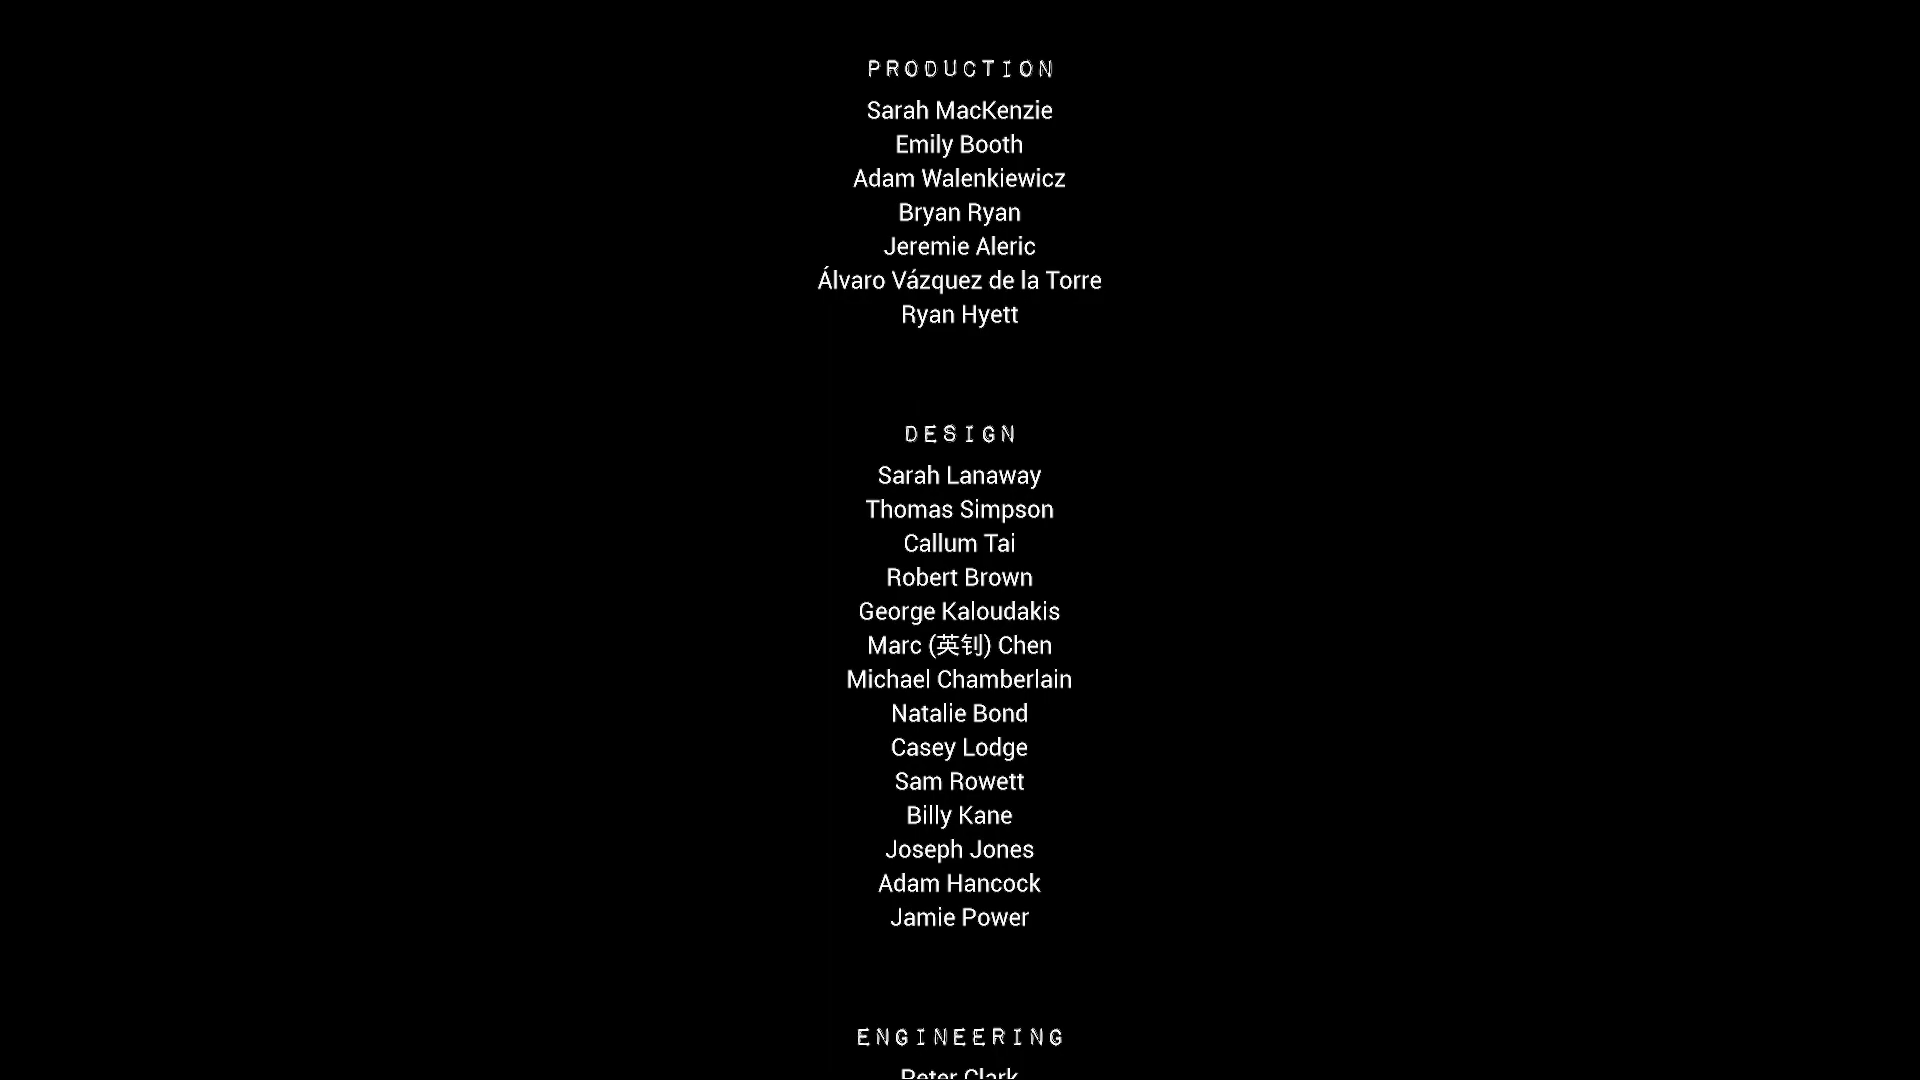 PRODUCTION
Sarah MacKenzie
Emily Booth
Adam Walenkiewicz
Bryan Ryan
Jeremie Aleric
Álvaro Vázquez de la Torre
Ryan Hyett
DESIGN
Sarah Lanaway
Thomas Simpson
Callum Tai
Robert Brown
George Kaloudakis
Marc (英钊) Chen
Michael Chamberlain
Natalie Bond
Casey Lodge
Sam Rowett
Billy Kane
Joseph Jones
Adam Hancock
Jamie Power
ENGINEERING
Peter Clark